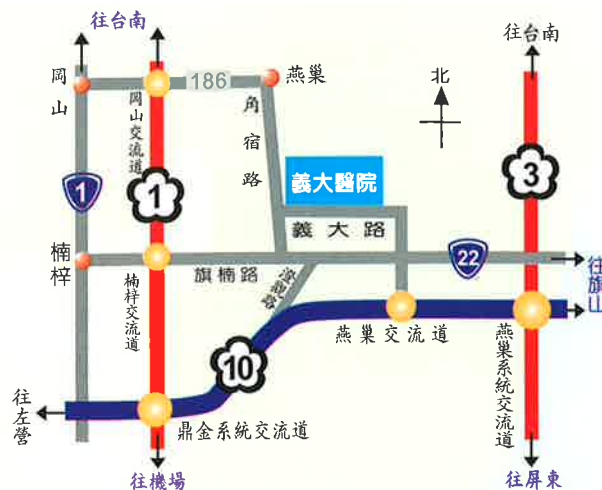 往台南
往台南
岡山
186
燕巢
北
岡山交流道
角宿路
1
1
3
義大醫院
義大路
22
楠梓
旗楠路
往旗山
楠梓交流道
燕巢交流道
燕巢系統交流道
10
往左營
鼎金系統交流道
往機場
往屏東